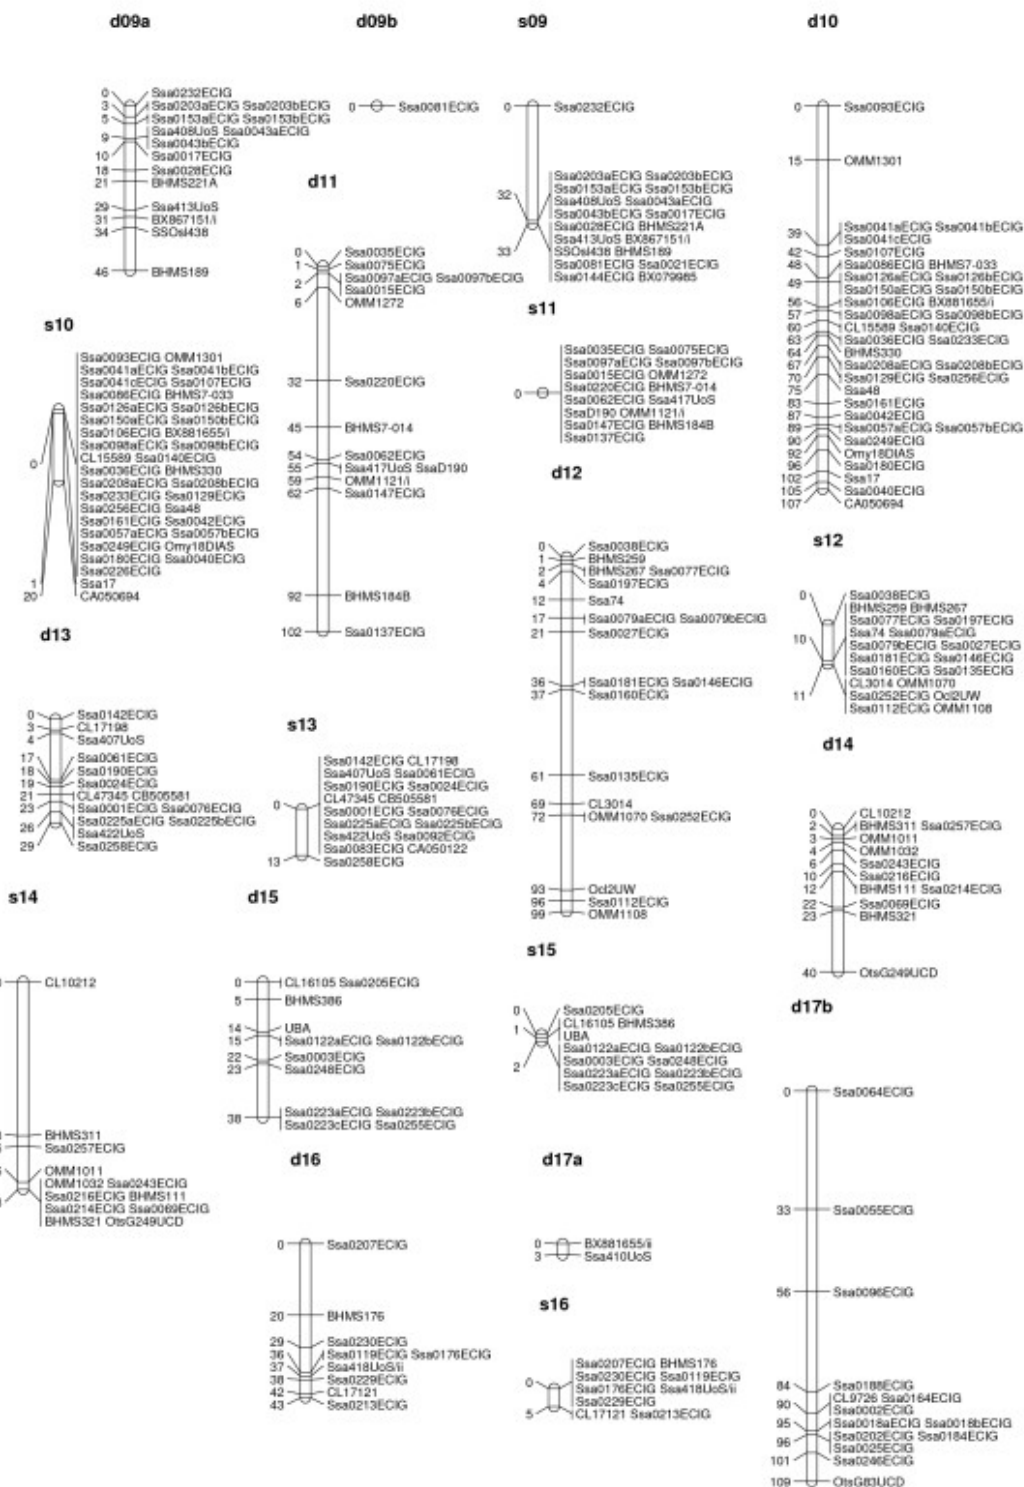 d09a
0 Ssa0232ECIG
3 Ssa0203aECIG Ssa0203bECIG
5 Ssa0153aECIG Ssa0153bECIG
Ssa408UoS Ssa0043aECIG
9 Ssa0043bECIG
10 Ssa0017ECIG
18 Ssa0028ECIG
21 BHMS221A
29 Ssa413UoS
31 BX867151/i
34 SSOsl438
46 BHMS189
d09b
0 Ssa0081ECIG
s09
0 Ssa0232ECIG
Ssa0203aECIG Ssa0203bECIG
Ssa0153aECIG Ssa0153bECIG
32 Ssa408UoS Ssa0043aECIG
Ssa0043bECIG Ssa0017ECIG
Ssa0028ECIG BHMS221A
Ssa413UoS BX867151/i
33 SSOsl438 BHMS189
Ssa0081ECIG Ssa0021ECIG
Ssa0144ECIG BX079985
d10
0 Ssa0093ECIG
15 OMM1301
39 Ssa0041aECIG Ssa0041bECIG
Ssa0041cECIG
42 Ssa0107ECIG
48 Ssa0086ECIG BHMS7-033
49 Ssa0126aECIG Ssa0126bECIG
Ssa0150aECIG Ssa0150bECIG
56 Ssa0106ECIG BX881655/i
57 Ssa0098aECIG Ssa0098bECIG
60 CL15589 Ssa0140ECIG
63 Ssa0036ECIG Ssa0233ECIG
64 BHMS330
67 Ssa0208aECIG Ssa0208bECIG
70 Ssa0129ECIG Ssa0256ECIG
75 Ssa48
83 Ssa0161ECIG
87 Ssa0042ECIG
89 Ssa0057aECIG Ssa0057bECIG
90 Ssa0249ECIG
92 Omy18DIAS
96 Ssa0180ECIG
102 Ssa17
105 Ssa0040ECIG
107 CA050694
s10
Ssa0093ECIG OMM1301
Ssa0041aECIG Ssa0041bECIG
Ssa0041cECIG Ssa0107ECIG
Ssa0086ECIG BHMS7-033
Ssa0126aECIG Ssa0126bECIG
Ssa0150aECIG Ssa0150bECIG
Ssa0106ECIG BX881655/i
Ssa0098aECIG Ssa0098bECIG
0 CL15589 Ssa0140ECIG
Ssa0036ECIG BHMS330
Ssa0208aECIG Ssa0208bECIG
Ssa0233ECIG Ssa0129ECIG
Ssa0256ECIG Ssa48
Ssa0161ECIG Ssa0042ECIG
Ssa0057aECIG Ssa0057bECIG
Ssa0249ECIG Omy18DIAS
Ssa0180ECIG Ssa0040ECIG
Ssa0226ECIG
1 Ssa17
20 CA050694
d11
0 Ssa0035ECIG
1 Ssa0075ECIG
2 Ssa0097aECIG Ssa0097bECIG
Ssa0015ECIG
6 OMM1272
32 Ssa0220ECIG
45 BHMS7-014
54 Ssa0062ECIG
55 Ssa417UoS SsaD190
59 OMM1121/i
62 Ssa0147ECIG
92 BHMS184B
102 Ssa0137ECIG
s11
Ssa0035ECIG Ssa0075ECIG
Ssa0097aECIG Ssa0097bECIG
Ssa0015ECIG OMM1272
0 Ssa0220ECIG BHMS7-014
Ssa0062ECIG Ssa417UoS
SsaD190 OMM1121/i
Ssa0147ECIG BHMS184B
Ssa0137ECIG
d12
0 Ssa0038ECIG
1 BHMS259
2 BHMS267 Ssa0077ECIG
4 Ssa0197ECIG
12 Ssa74
17 Ssa0079aECIG Ssa0079bECIG
21 Ssa0027ECIG
36 Ssa0181ECIG Ssa0146ECIG
37 Ssa0160ECIG
61 Ssa0135ECIG
69 CL3014
72 OMM1070 Ssa0252ECIG
93 Ocl2UW
96 Ssa0112ECIG
99 OMM1108
s12
0 Ssa0038ECIG
BHMS259 BHMS267
Ssa0077ECIG Ssa0197ECIG
10 Ssa74 Ssa0079aECIG
Ssa0079bECIG Ssa0027ECIG
Ssa0181ECIG Ssa0146ECIG
Ssa0160ECIG Ssa0135ECIG
CL3014 OMM1070
11 Ssa0252ECIG Ocl2UW
Ssa0112ECIG OMM1108
d13
0 Ssa0142ECIG
3 CL17198
4 Ssa407UoS
17 Ssa0061ECIG
18 Ssa0190ECIG
19 Ssa0024ECIG
21 CL47345 CB505581
23 Ssa0001ECIG Ssa0076ECIG
Ssa0225aECIG Ssa0225bECIG
26 Ssa422UoS
29 Ssa0258ECIG
s13
Ssa0142ECIG CL17198
Ssa407UoS Ssa0061ECIG
Ssa0190ECIG Ssa0024ECIG
0 CL47345 CB505581
Ssa0001ECIG Ssa0076ECIG
Ssa0225aECIG Ssa0225bECIG
Ssa422UoS Ssa0092ECIG
Ssa0083ECIG CA050122
13 Ssa0258ECIG
d14
0 CL10212
2 BHMS311 Ssa0257ECIG
3 OMM1011
4 OMM1032
6 Ssa0243ECIG
10 Ssa0216ECIG
12 BHMS111 Ssa0214ECIG
22 Ssa0069ECIG
23 BHMS321
40 OtsG249UCD
s14
CL10212
BHMS311
Ssa0257ECIG
OMM1011
OMM1032 Ssa0243ECIG
Ssa0216ECIG BHMS111
Ssa0214ECIG Ssa0069ECIG
BHMS321 OtsG249UCD
d15
0 CL16105 Ssa0205ECIG
5 BHMS386
14 UBA
15 Ssa0122aECIG Ssa0122bECIG
22 Ssa0003ECIG
23 Ssa0248ECIG
38 Ssa0223aECIG Ssa0223bECIG
Ssa0223cECIG Ssa0255ECIG
s15
0 Ssa0205ECIG
1 CL16105 BHMS386
UBA
Ssa0122aECIG Ssa0122bECIG
2 Ssa0003ECIG Ssa0248ECIG
Ssa0223aECIG Ssa0223bECIG
Ssa0223cECIG Ssa0255ECIG
d16
0 Ssa0207ECIG
20 BHMS176
29 Ssa0230ECIG
36 Ssa0119ECIG Ssa0176ECIG
37 Ssa418UoS/ii
38 Ssa0229ECIG
42 CL17121
43 Ssa0213ECIG
d17a
0 BX881655/ii
3 Ssa410UoS
s16
Ssa0207ECIG BHMS176
0 Ssa0230ECIG Ssa0119ECIG
Ssa0176ECIG Ssa418UoS/ii
Ssa0229ECIG
5 CL17121 Ssa0213ECIG
d17b
0 Ssa0064ECIG
33 Ssa0055ECIG
56 Ssa0096ECIG
84 Ssa0188ECIG
90 CL9726 Ssa0164ECIG
Ssa0002ECIG
95 Ssa0018aECIG Ssa0018bECIG
96 Ssa0202ECIG Ssa0184ECIG
Ssa0025ECIG
101 Ssa0246ECIG
109 OtsG83UCD